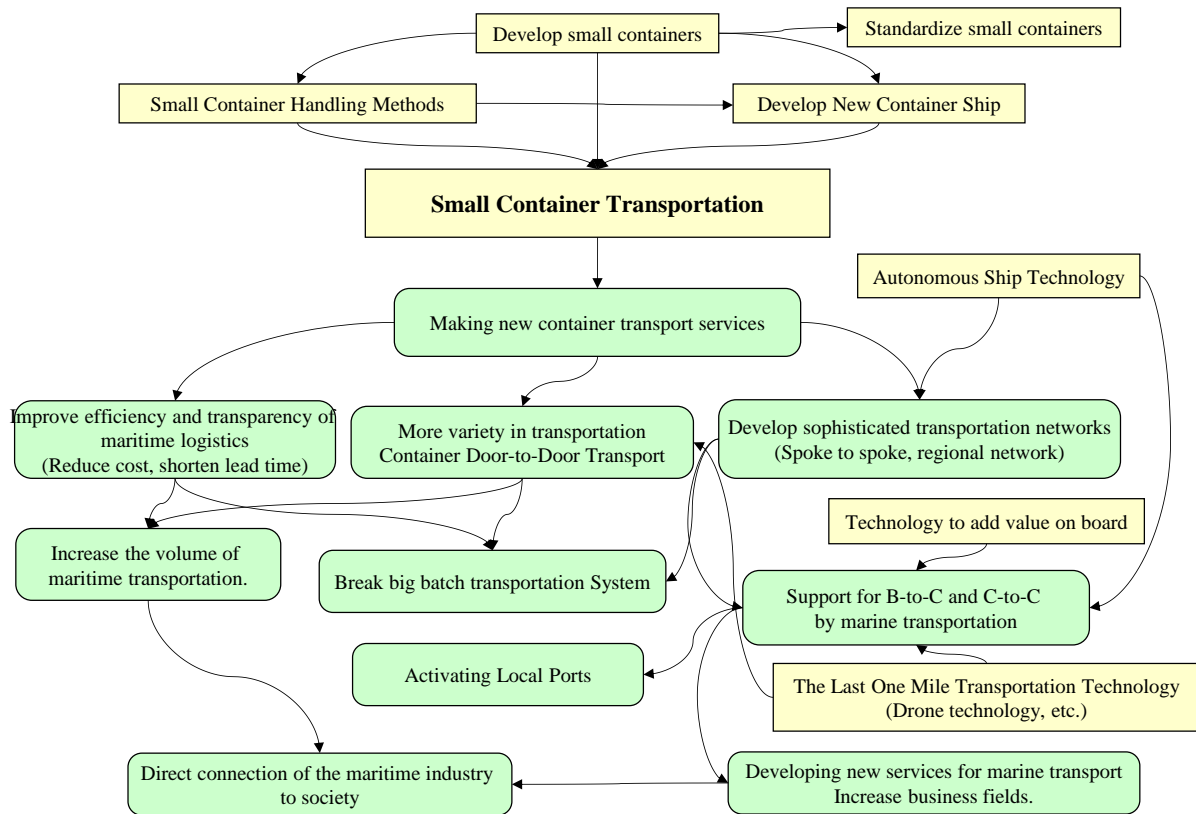 Develop small containers
Standardize small containers
Small Container Handling Methods
Develop New Container Ship
Small Container Transportation
Autonomous Ship Technology
Making new container transport services
Improve efficiency and transparency of
maritime logistics
(Reduce cost, shorten lead time)
More variety in transportation
Container Door-to-Door Transport
Develop sophisticated transportation networks
(Spoke to spoke, regional network)
Technology to add value on board
Increase the volume of
maritime transportation.
Break big batch transportation System
Support for B-to-C and C-to-C
by marine transportation
Activating Local Ports
The Last One Mile Transportation Technology
(Drone technology, etc.)
Direct connection of the maritime industry
to society
Developing new services for marine transport
Increase business fields.